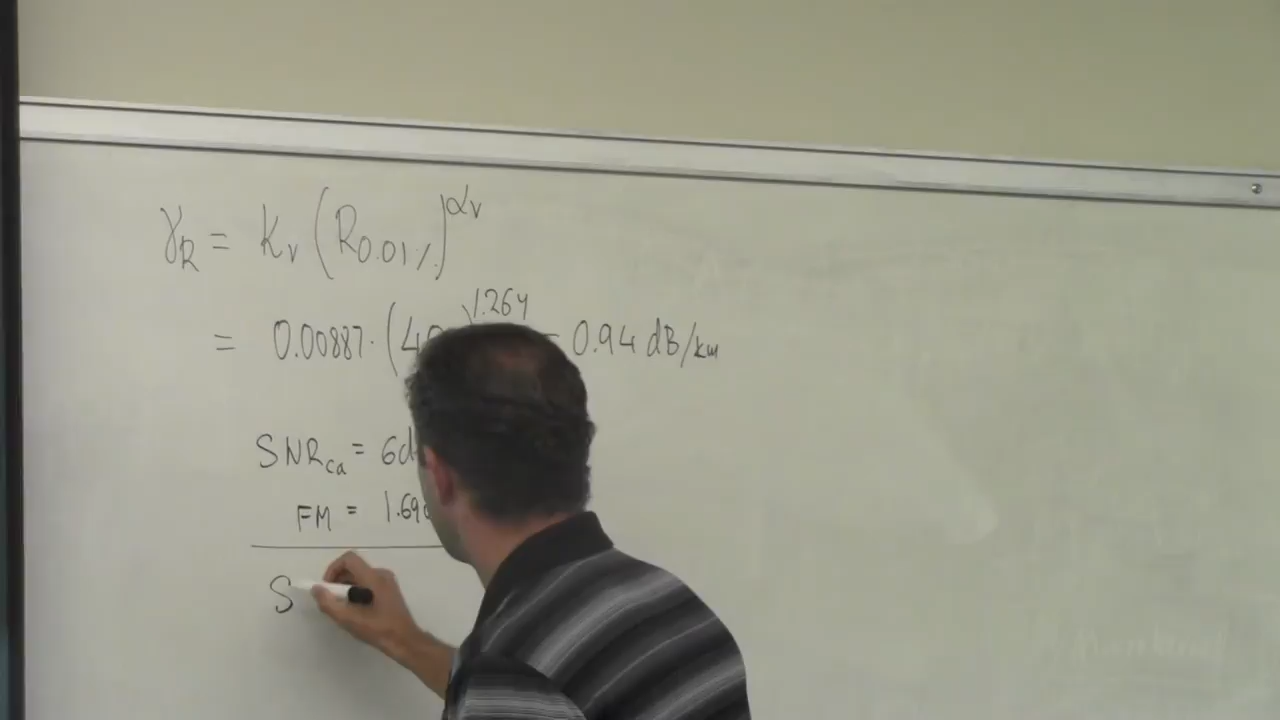 γR = Kv (R0.01%)^αv
= 0.00887 · (40)^1.264 = 0.94 dB/km
SNRca = 6d
FM = 1.69
S